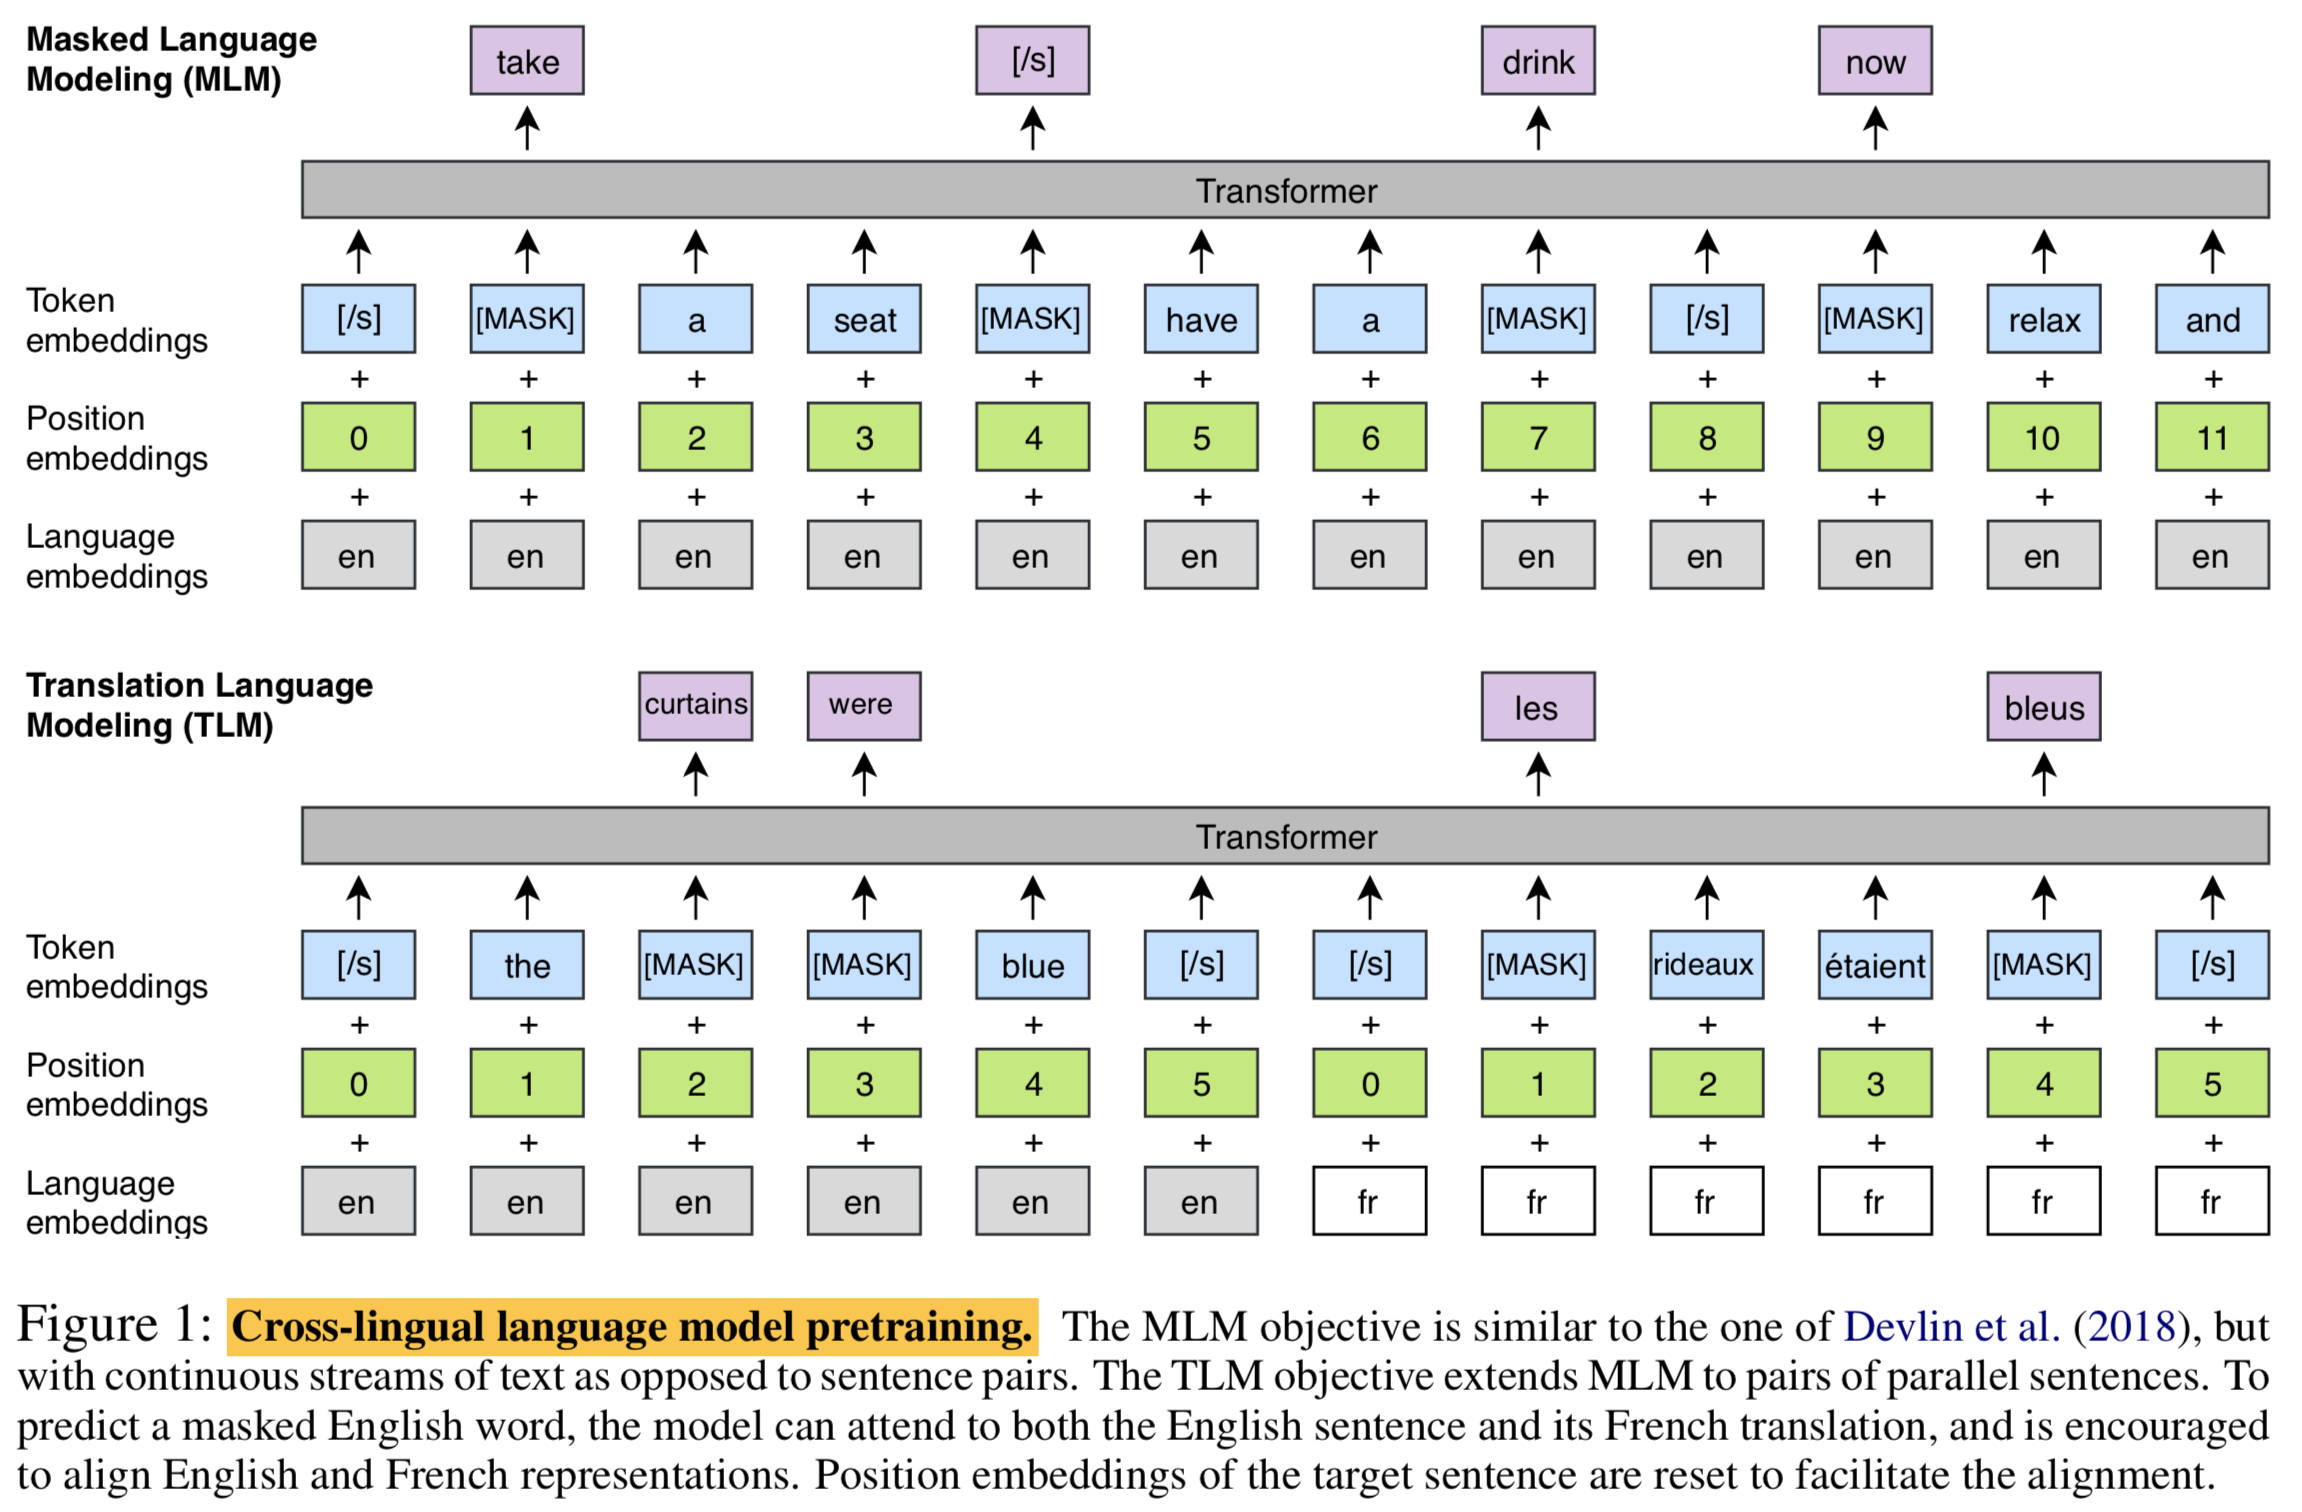 Masked Language
Modeling (MLM)
take [/s] drink now
Transformer
Token
embeddings
[/s] [MASK] a seat [MASK] have a [MASK] [/s] [MASK] relax and
+ + + + + + + + + + + +
Position
embeddings
0 1 2 3 4 5 6 7 8 9 10 11
+ + + + + + + + + + + +
Language
embeddings
en en en en en en en en en en en en
Translation Language
Modeling (TLM)
curtains were les bleus
Transformer
Token
embeddings
[/s] the [MASK] [MASK] blue [/s] [/s] [MASK] rideaux étaient [MASK] [/s]
+ + + + + + + + + + + +
Position
embeddings
0 1 2 3 4 5 0 1 2 3 4 5
+ + + + + + + + + + + +
Language
embeddings
en en en en en en fr fr fr fr fr fr
Figure 1: Cross-lingual language model pretraining. The MLM objective is similar to the one of Devlin et al. (2018), but
with continuous streams of text as opposed to sentence pairs. The TLM objective extends MLM to pairs of parallel sentences. To
predict a masked English word, the model can attend to both the English sentence and its French translation, and is encouraged
to align English and French representations. Position embeddings of the target sentence are reset to facilitate the alignment.